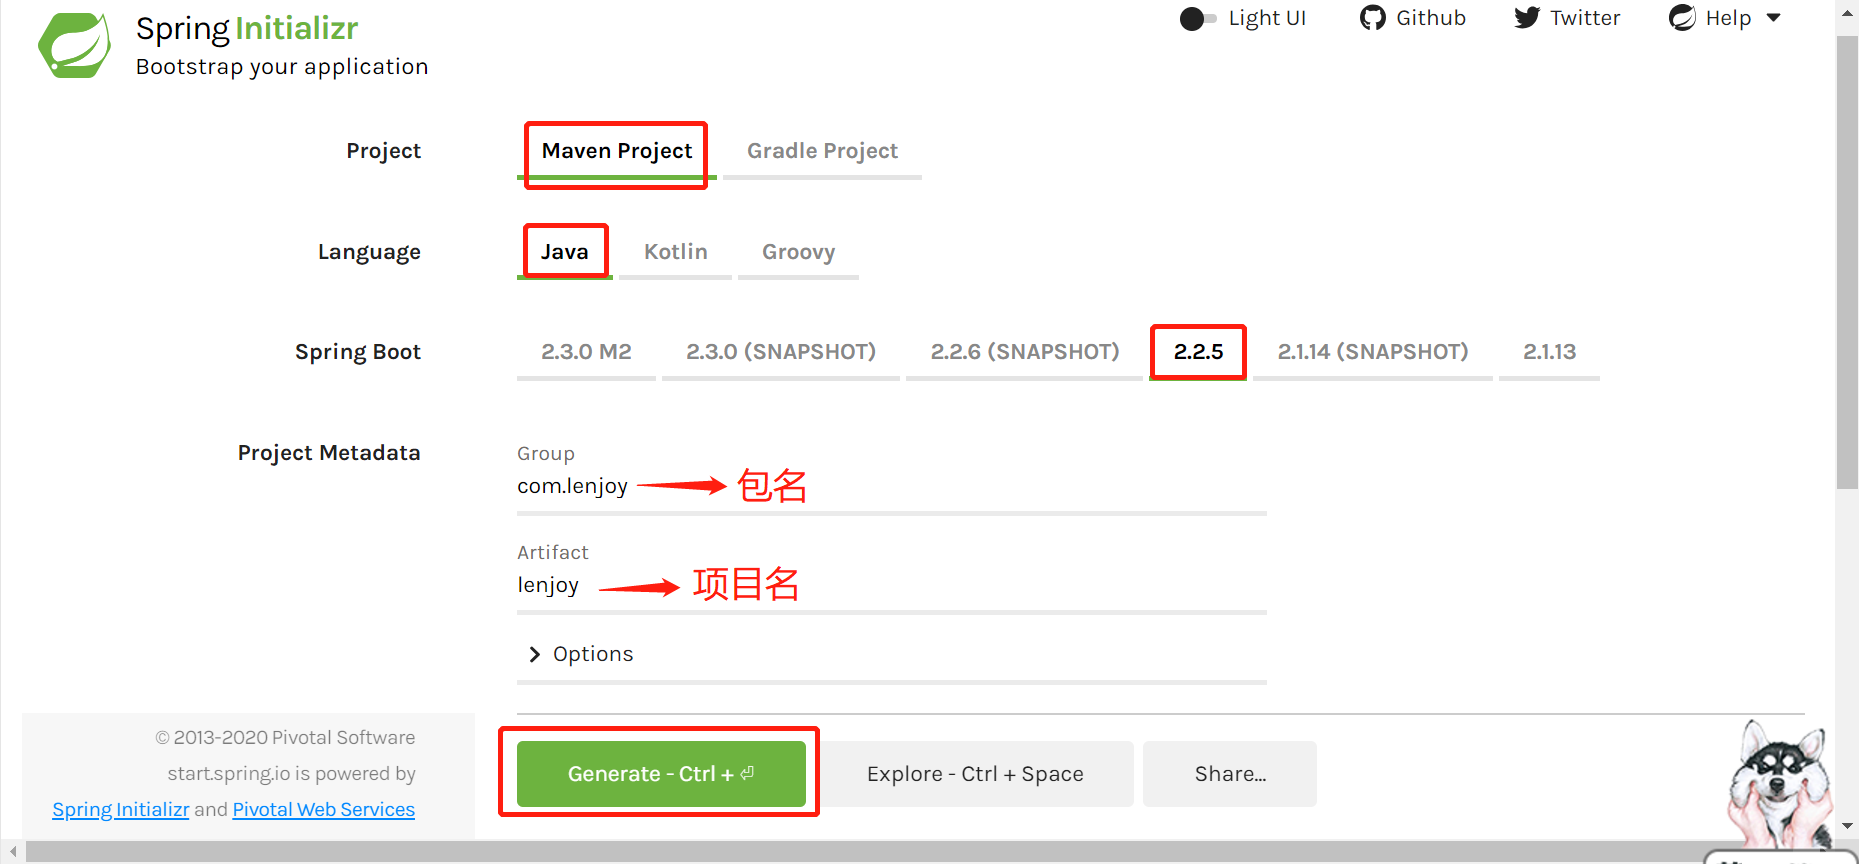 Spring Initializr
Bootstrap your application
Light UI Github Twitter Help
Project Maven Project Gradle Project
Language Java Kotlin Groovy
Spring Boot 2.3.0 M2 2.3.0 (SNAPSHOT) 2.2.6 (SNAPSHOT) 2.2.5 2.1.14 (SNAPSHOT) 2.1.13
Project Metadata
Group
com.lenjoy 包名
Artifact
lenjoy 项目名
Options
© 2013-2020 Pivotal Software
start.spring.io is powered by
Spring Initializr and Pivotal Web Services
Generate - Ctrl + ⏎ Explore - Ctrl + Space Share...